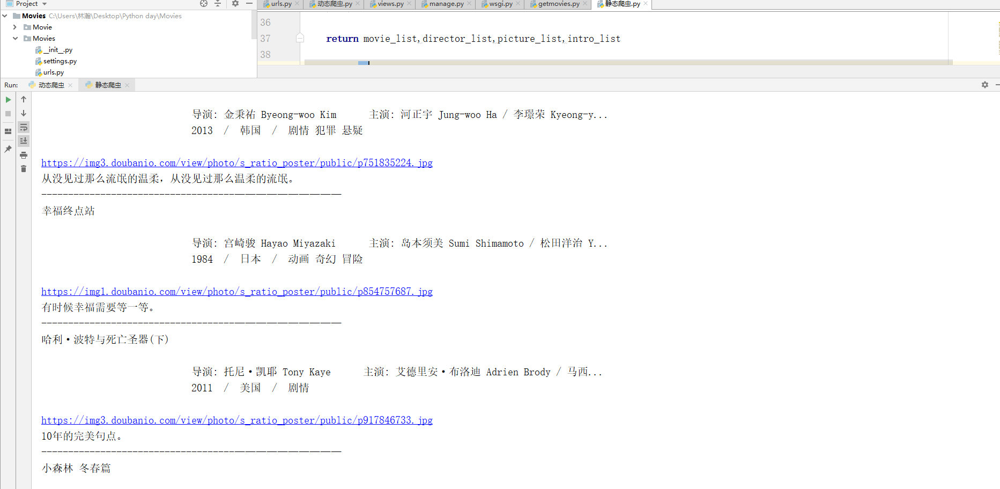 Project
urls.py
动态爬虫.py
views.py
manage.py
wsgi.py
getmovies.py
静态爬虫.py
Movies C:\Users\林瀚\Desktop\Python day\Movies
Movie
Movies
__init__.py
settings.py
urls.py
36
37 return movie_list,director_list,picture_list,intro_list
38
Run: 动态爬虫 静态爬虫
导演: 金秉祐 Byeong-woo Kim 主演: 河正宇 Jung-woo Ha / 李璟荣 Kyeong-y...
2013 / 韩国 / 剧情 犯罪 悬疑
https://img3.doubanio.com/view/photo/s_ratio_poster/public/p751835224.jpg
从没见过那么流氓的温柔，从没见过那么温柔的流氓。
--------------------------------------------------------
幸福终点站
导演: 宫崎骏 Hayao Miyazaki 主演: 岛本须美 Sumi Shimamoto / 松田洋治 Y...
1984 / 日本 / 动画 奇幻 冒险
https://img1.doubanio.com/view/photo/s_ratio_poster/public/p854757687.jpg
有时候幸福需要等一等。
--------------------------------------------------------
哈利·波特与死亡圣器(下)
导演: 托尼·凯耶 Tony Kaye 主演: 艾德里安·布洛迪 Adrien Brody / 马西...
2011 / 美国 / 剧情
https://img3.doubanio.com/view/photo/s_ratio_poster/public/p917846733.jpg
10年的完美句点。
--------------------------------------------------------
小森林 冬春篇